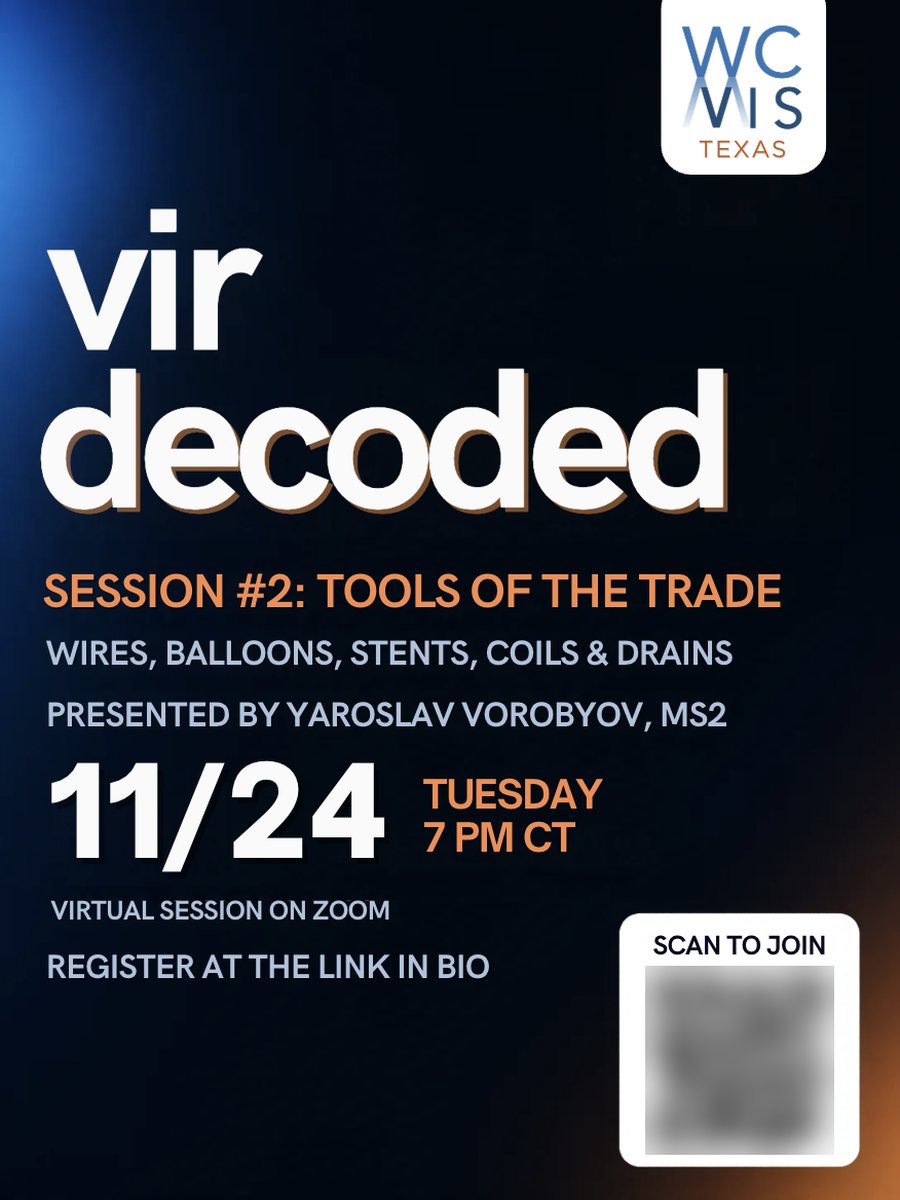 WC
VIS
TEXAS
vir
decoded
SESSION #2: TOOLS OF THE TRADE
WIRES, BALLOONS, STENTS, COILS & DRAINS
PRESENTED BY YAROSLAV VOROBYOV, MS2
11/24
TUESDAY
7 PM CT
VIRTUAL SESSION ON ZOOM
REGISTER AT THE LINK IN BIO
SCAN TO JOIN